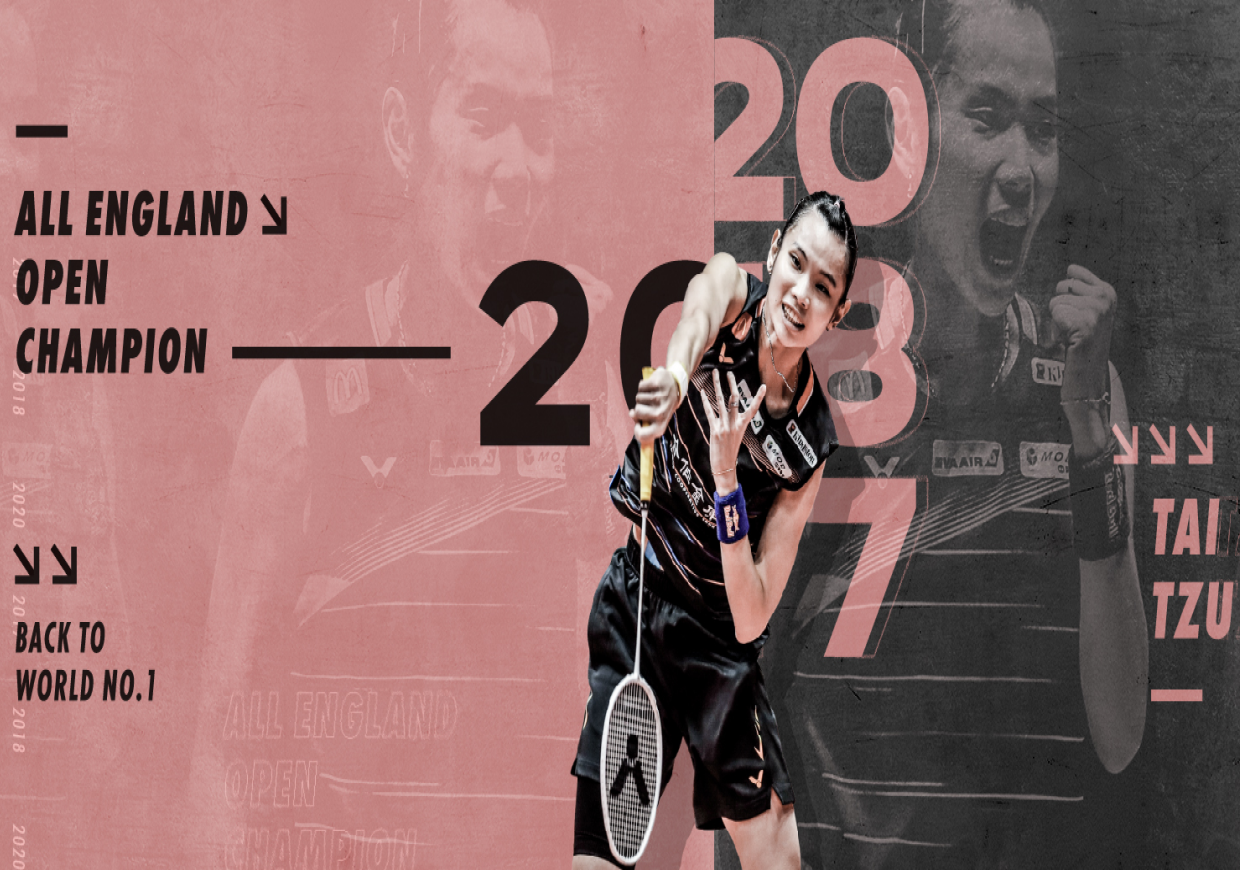 ALL ENGLAND
OPEN
CHAMPION
20
20
8
7
TAI
TZU
BACK TO
WORLD NO.1
ALL ENGLAND
OPEN
CHAMPION
2018
2020
2018
2020